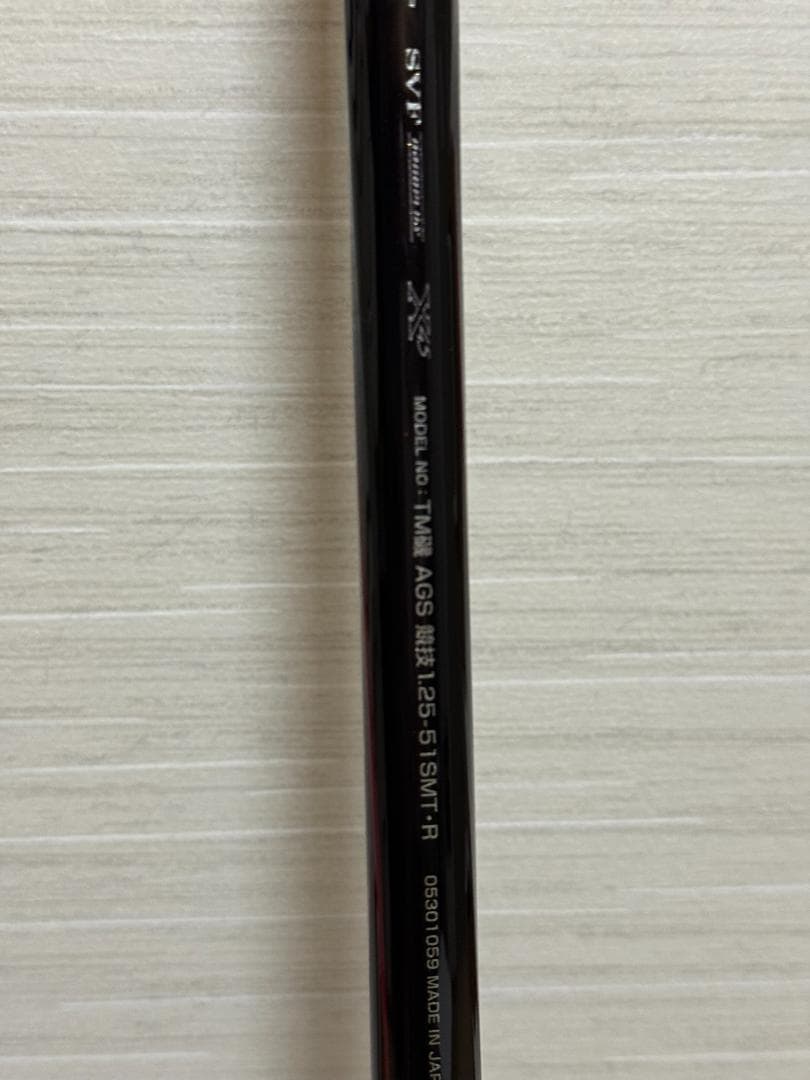 SVF
X45
MODEL NO : TM磯 AGS 競技1.25-51SMT・R
05301059 MADE IN JAP